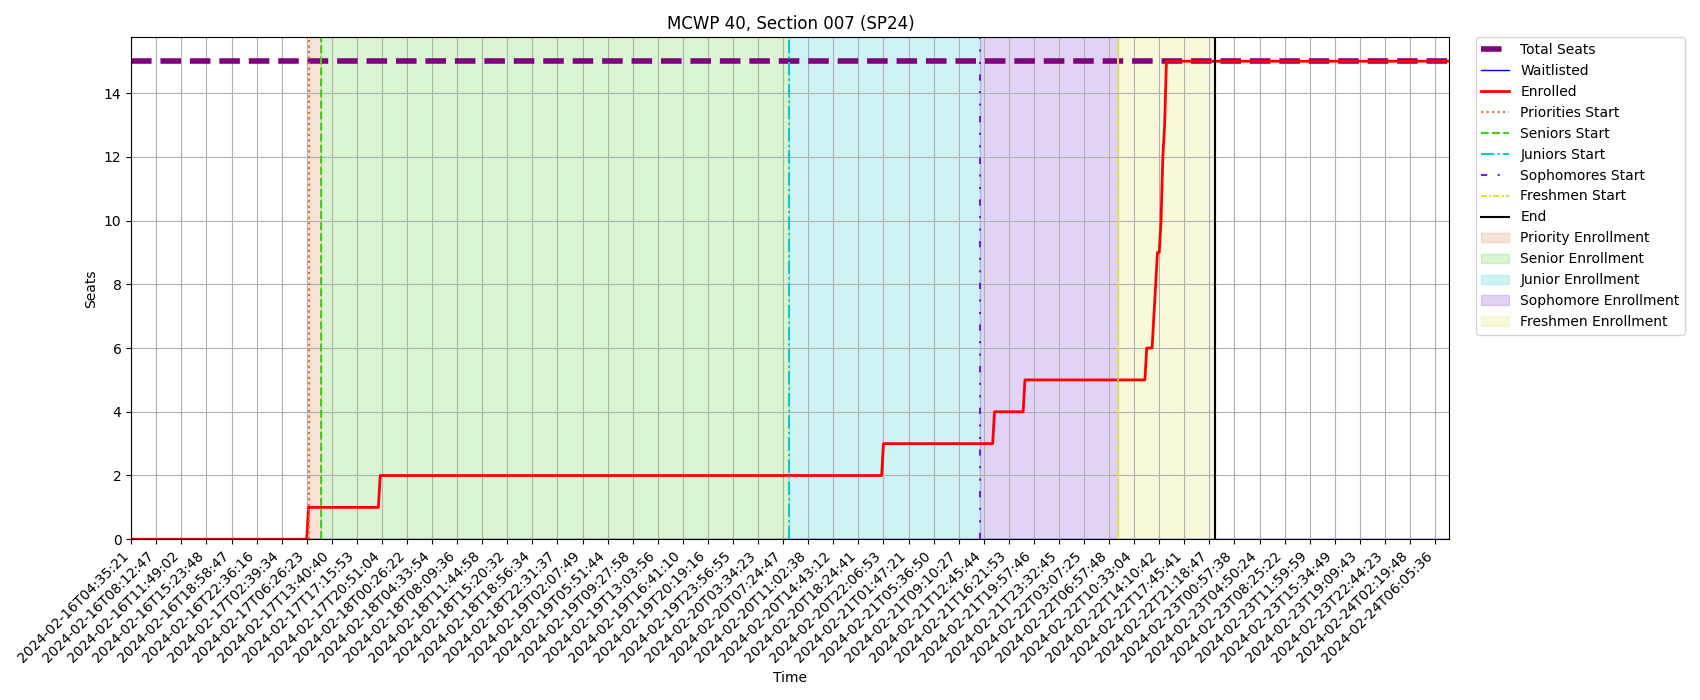 MCWP 40, Section 007 (SP24)
Seats
14
12
10
8
6
4
2
0
2024-02-16T04:35:21
2024-02-16T08:12:47
2024-02-16T11:49:02
2024-02-16T15:23:48
2024-02-16T18:58:47
2024-02-16T22:36:16
2024-02-17T02:39:34
2024-02-17T06:26:23
2024-02-17T13:40:40
2024-02-17T17:15:53
2024-02-17T20:51:04
2024-02-18T00:26:22
2024-02-18T04:33:54
2024-02-18T08:09:36
2024-02-18T11:44:58
2024-02-18T15:20:32
2024-02-18T18:56:34
2024-02-18T22:31:37
2024-02-19T02:07:49
2024-02-19T05:51:44
2024-02-19T09:27:58
2024-02-19T13:03:56
2024-02-19T16:41:10
2024-02-19T20:19:16
2024-02-19T23:56:55
2024-02-20T03:34:23
2024-02-20T07:24:47
2024-02-20T11:02:38
2024-02-20T14:43:12
2024-02-20T18:24:41
2024-02-20T22:06:53
2024-02-21T01:47:21
2024-02-21T05:36:50
2024-02-21T09:10:27
2024-02-21T12:45:44
2024-02-21T16:21:53
2024-02-21T19:57:46
2024-02-21T23:32:45
2024-02-22T03:07:25
2024-02-22T06:57:48
2024-02-22T10:33:04
2024-02-22T14:10:42
2024-02-22T17:45:41
2024-02-22T21:18:47
2024-02-23T00:57:38
2024-02-23T04:50:24
2024-02-23T08:25:22
2024-02-23T11:59:59
2024-02-23T15:34:49
2024-02-23T19:09:43
2024-02-23T22:44:23
2024-02-24T02:19:48
2024-02-24T06:05:36
Time
Total Seats
Waitlisted
Enrolled
Priorities Start
Seniors Start
Juniors Start
Sophomores Start
Freshmen Start
End
Priority Enrollment
Senior Enrollment
Junior Enrollment
Sophomore Enrollment
Freshmen Enrollment